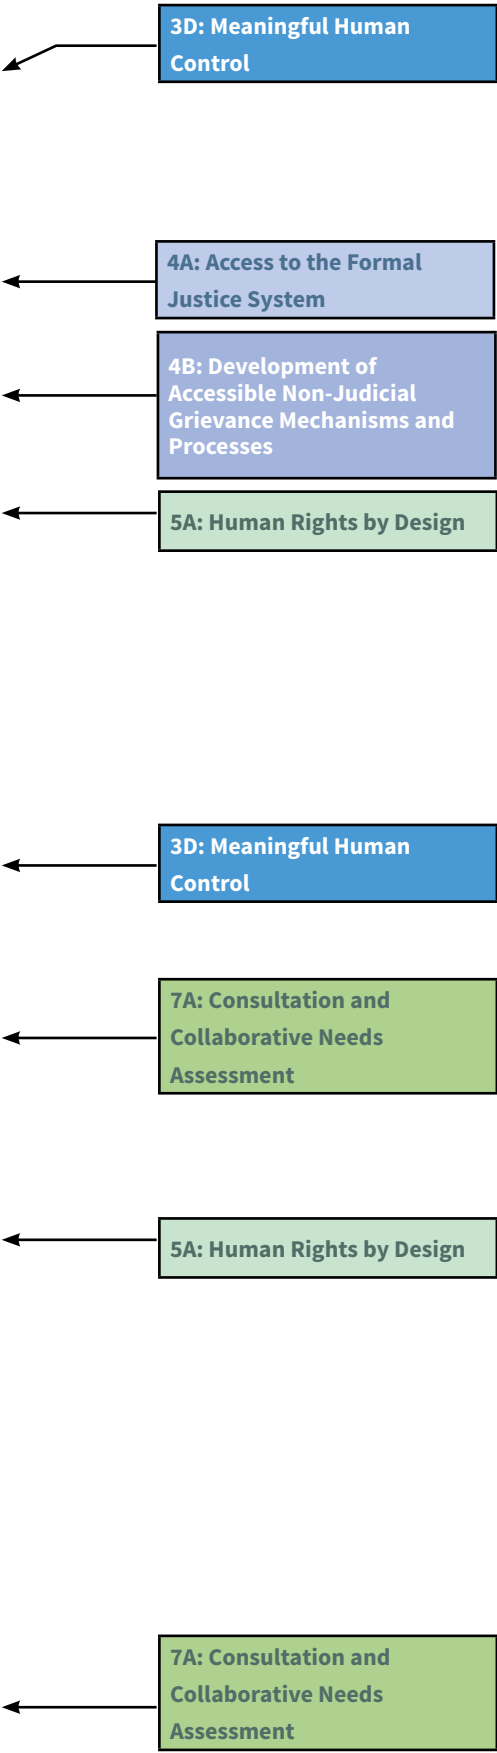 3D: Meaningful Human
Control
4A: Access to the Formal
Justice System
4B: Development of
Accessible Non-Judicial
Grievance Mechanisms and
Processes
5A: Human Rights by Design
3D: Meaningful Human
Control
7A: Consultation and
Collaborative Needs
Assessment
5A: Human Rights by Design
7A: Consultation and
Collaborative Needs
Assessment